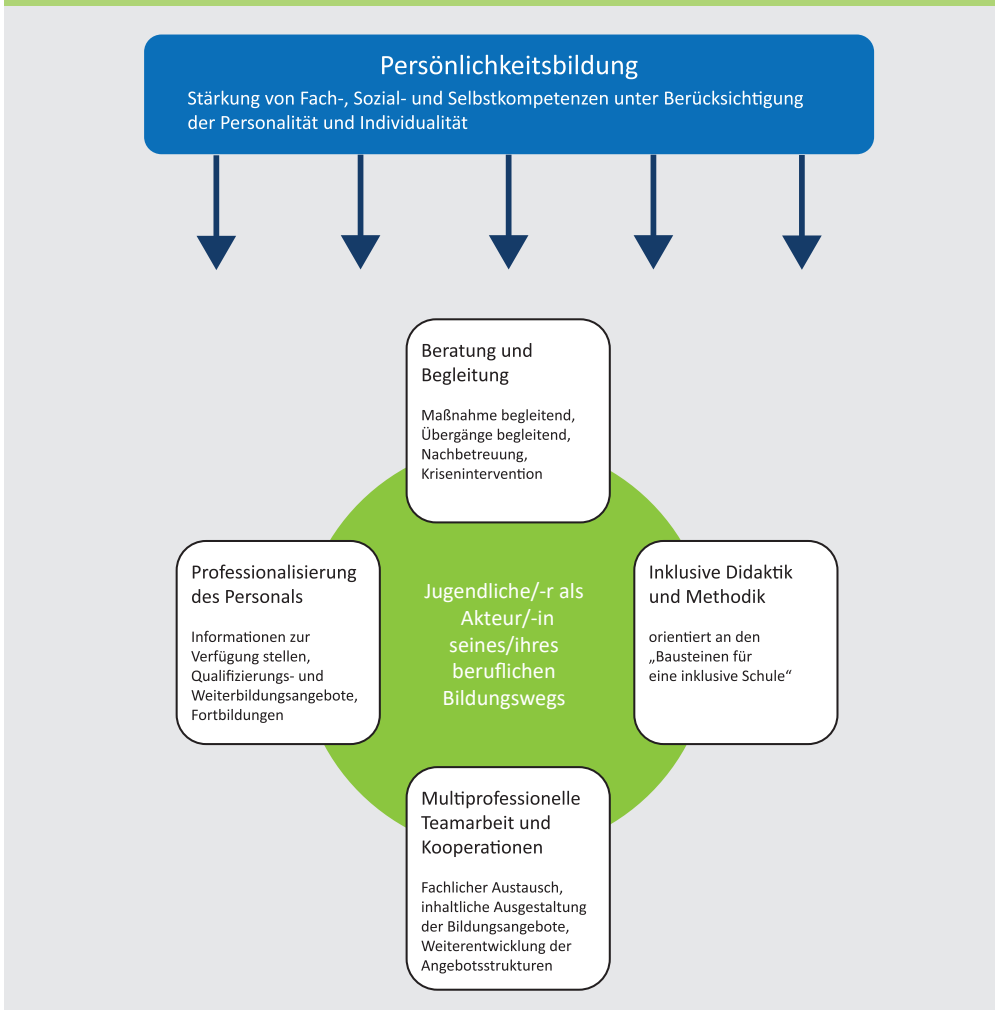 Persönlichkeitsbildung
Stärkung von Fach-, Sozial- und Selbstkompetenzen unter Berücksichtigung
der Personalität und Individualität
Beratung und
Begleitung
Maßnahme begleitend,
Übergänge begleitend,
Nachbetreuung,
Krisenintervention
Professionalisierung
des Personals
Informationen zur
Verfügung stellen,
Qualifizierungs- und
Weiterbildungsangebote,
Fortbildungen
Jugendliche/-r als
Akteur/-in
seines/ihres
beruflichen
Bildungswegs
Inklusive Didaktik
und Methodik
orientiert an den
„Bausteinen für
eine inklusive Schule“
Multiprofessionelle
Teamarbeit und
Kooperationen
Fachlicher Austausch,
inhaltliche Ausgestaltung
der Bildungsangebote,
Weiterentwicklung der
Angebotsstrukturen